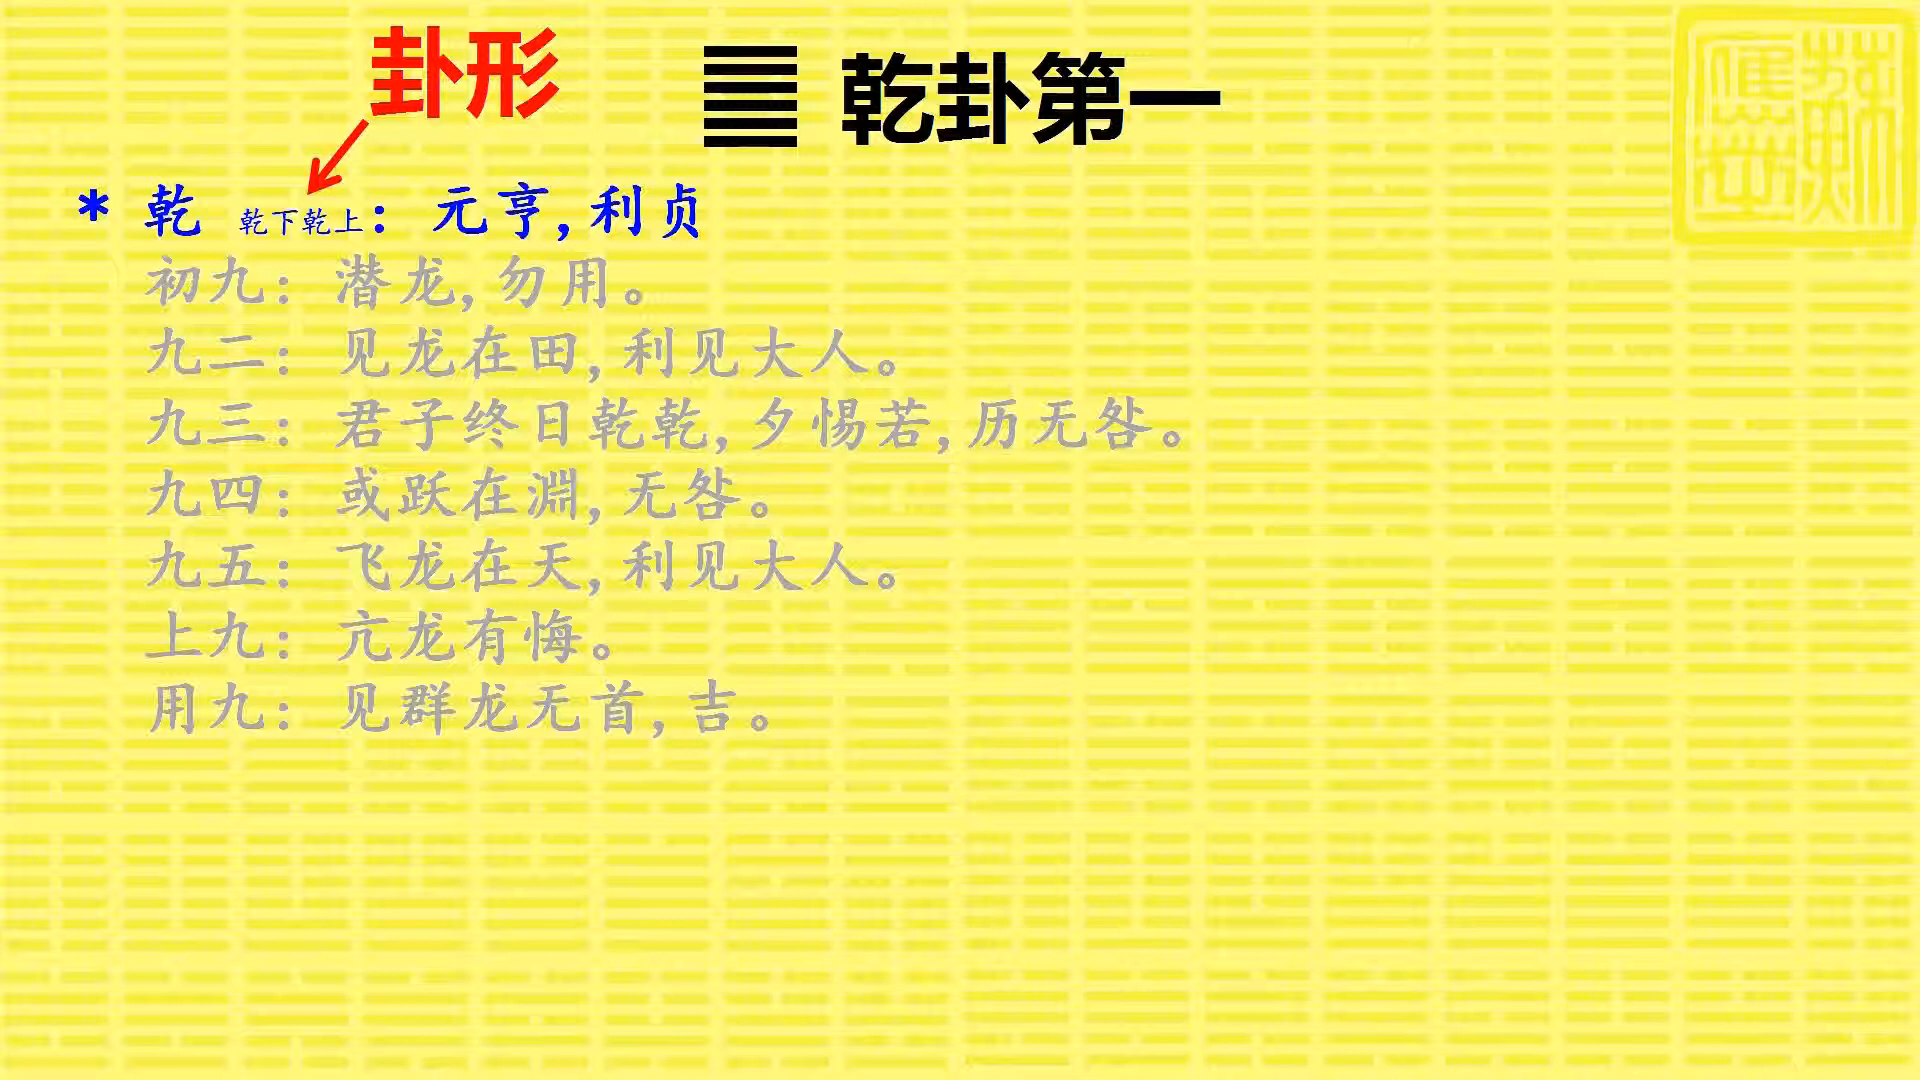 卦形
䷀ 乾卦第一
* 乾 乾下乾上: 元亨,利贞
初九: 潜龙,勿用。
九二: 见龙在田,利见大人。
九三: 君子终日乾乾,夕惕若,历无咎。
九四: 或跃在淵,无咎。
九五: 飞龙在天,利见大人。
上九: 亢龙有悔。
用九: 见群龙无首,吉。